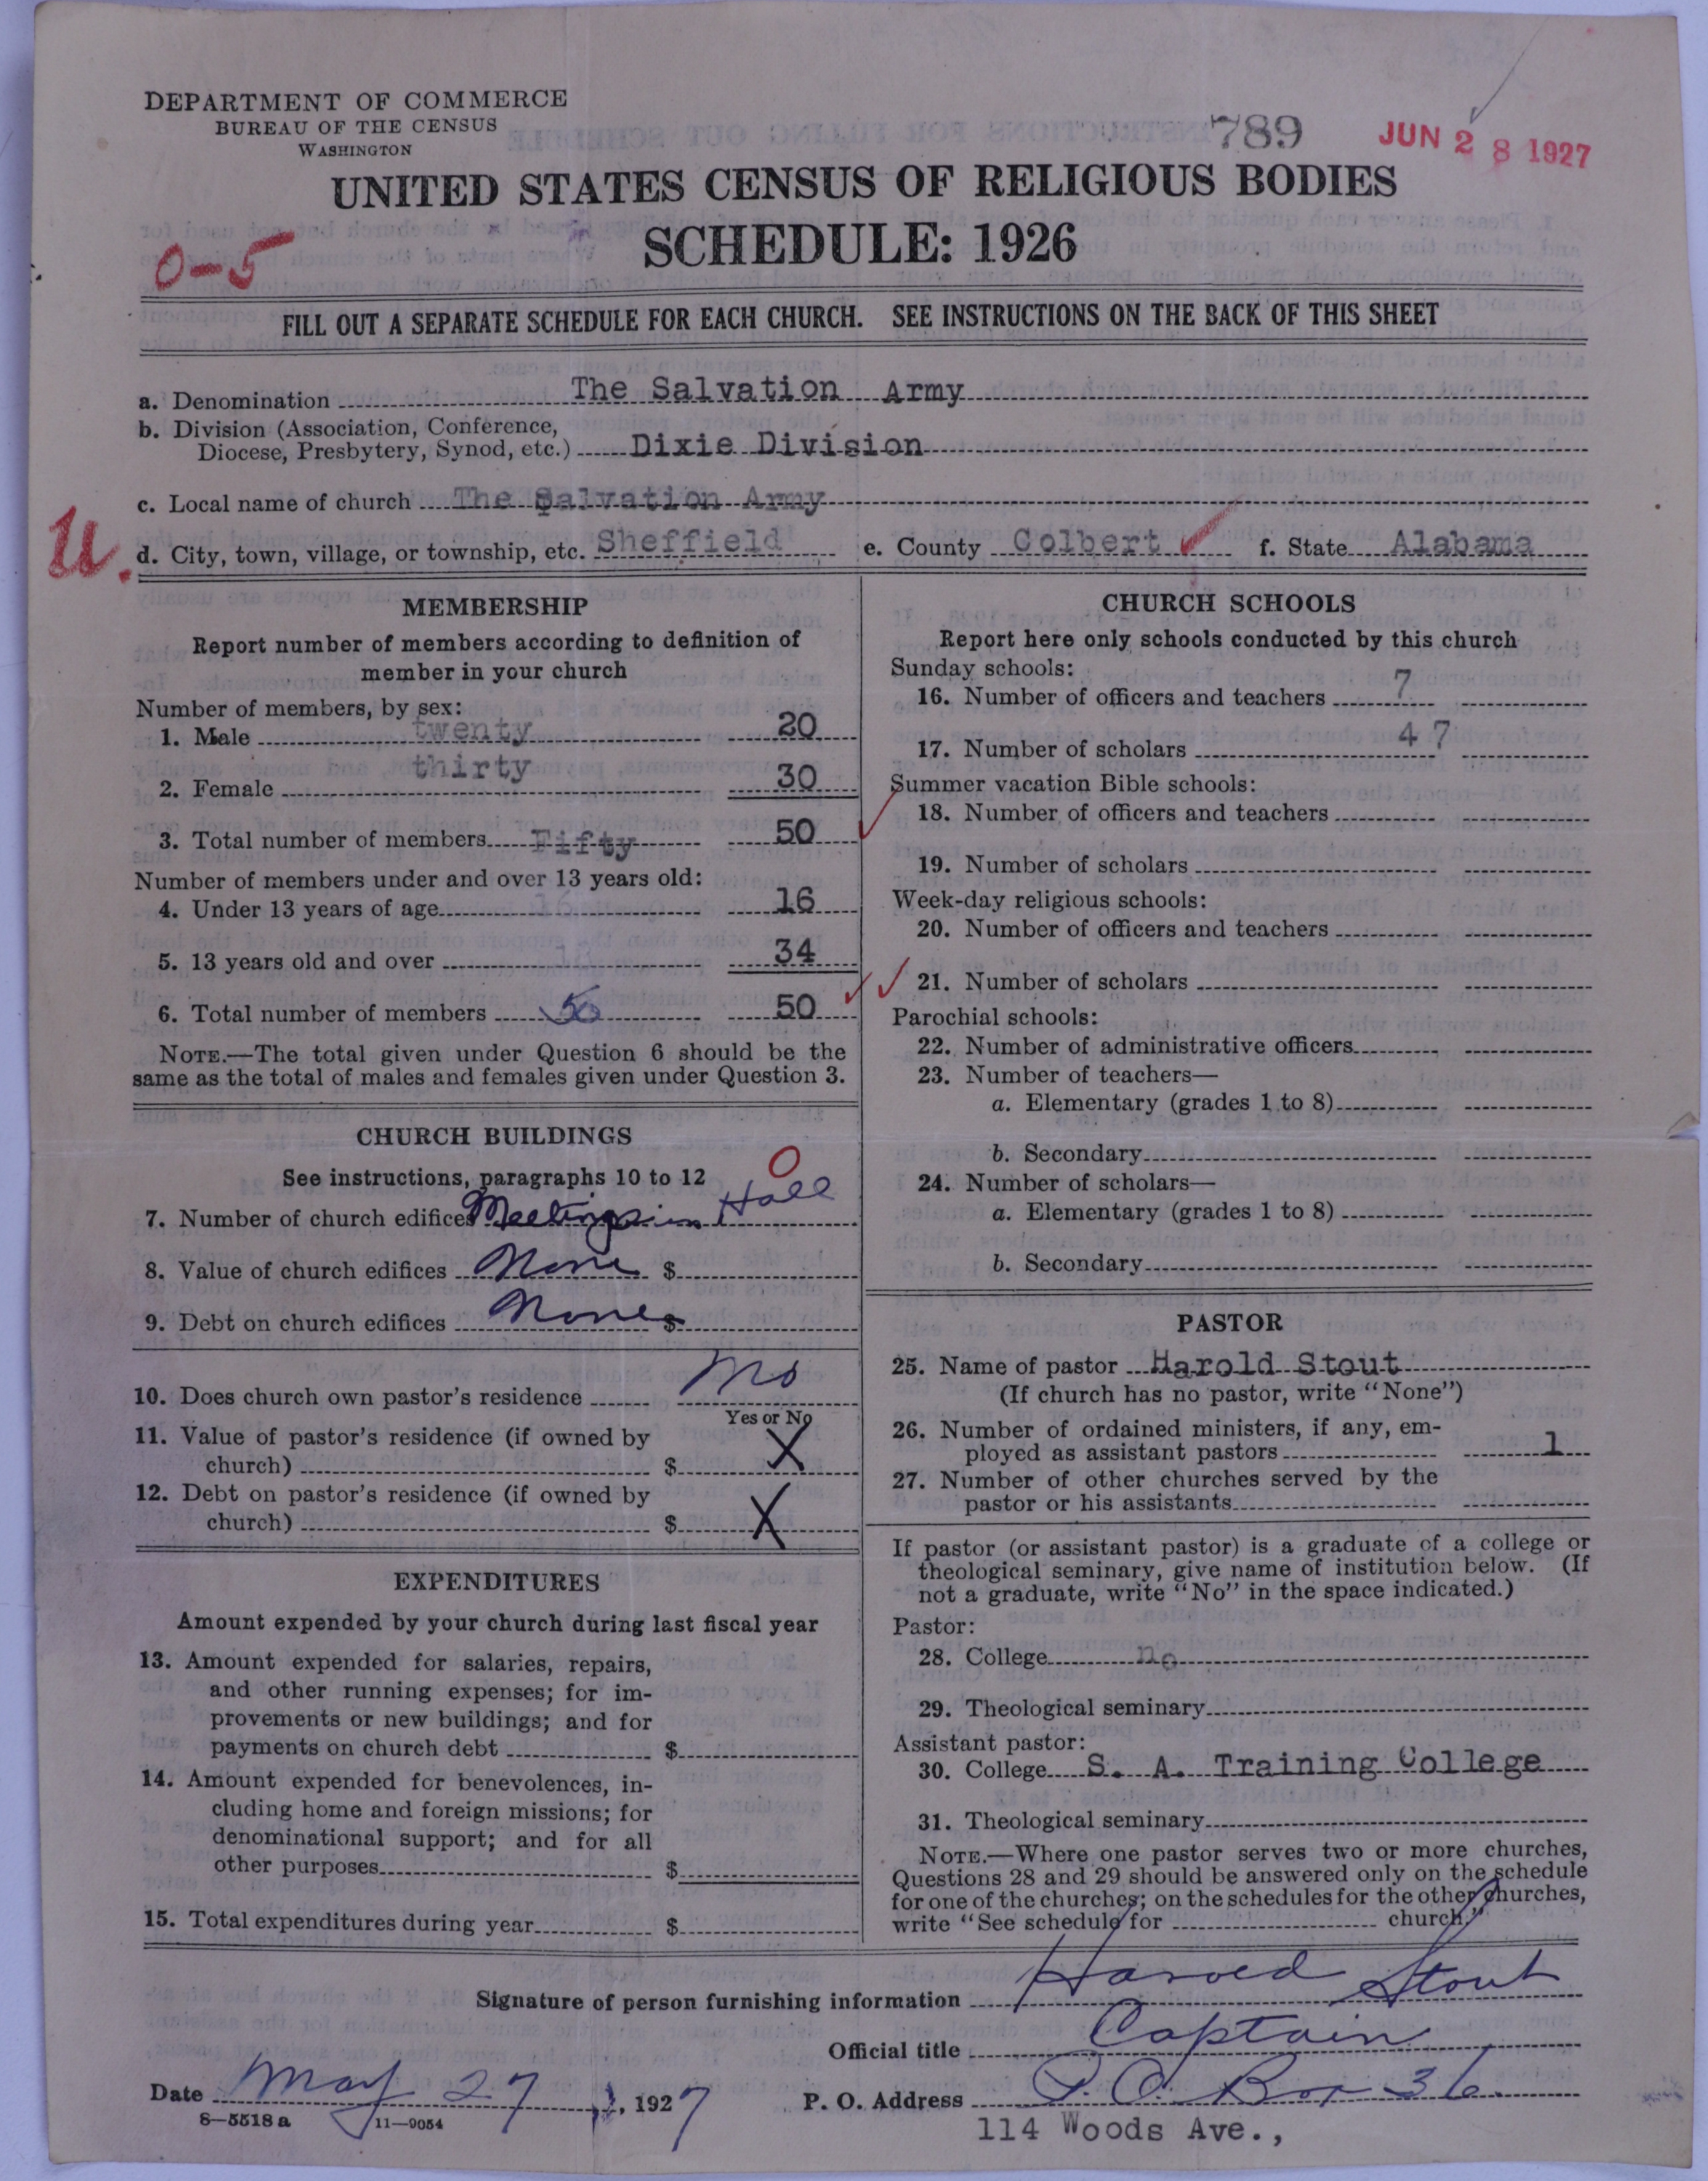 DEPARTMENT OF COMMERCE
BUREAU OF THE CENSUS
WASHINGTON
789
JUN 28 1927
UNITED STATES CENSUS OF RELIGIOUS BODIES
SCHEDULE: 1926
0-5
FILL OUT A SEPARATE SCHEDULE FOR EACH CHURCH. SEE INSTRUCTIONS ON THE BACK OF THIS SHEET
a. Denomination The Salvation Army
b. Division (Association, Conference,
Diocese, Presbytery, Synod, etc.) Dixie Division
c. Local name of church The Salvation Army
U.
d. City, town, village, or township, etc. Sheffield e. County Colbert f. State Alabama
MEMBERSHIP
Report number of members according to definition of
member in your church
Number of members, by sex:
1. Male twenty 20
2. Female thirty 30
3. Total number of members Fifty 50
Number of members under and over 13 years old:
4. Under 13 years of age 16 16
5. 13 years old and over 34
6. Total number of members 50 50
NOTE.—The total given under Question 6 should be the
same as the total of males and females given under Question 3.
CHURCH BUILDINGS
See instructions, paragraphs 10 to 12 0
7. Number of church edifices Hall
8. Value of church edifices None $
9. Debt on church edifices None $
10. Does church own pastor's residence No
Yes or No
11. Value of pastor's residence (if owned by
church) $ X
12. Debt on pastor's residence (if owned by
church) $ X
EXPENDITURES
Amount expended by your church during last fiscal year
13. Amount expended for salaries, repairs,
and other running expenses; for im-
provements or new buildings; and for
payments on church debt $
14. Amount expended for benevolences, in-
cluding home and foreign missions; for
denominational support; and for all
other purposes $
15. Total expenditures during year $
CHURCH SCHOOLS
Report here only schools conducted by this church
Sunday schools:
16. Number of officers and teachers 7
17. Number of scholars 47
Summer vacation Bible schools:
18. Number of officers and teachers
19. Number of scholars
Week-day religious schools:
20. Number of officers and teachers
21. Number of scholars
Parochial schools:
22. Number of administrative officers
23. Number of teachers—
a. Elementary (grades 1 to 8)
b. Secondary
24. Number of scholars—
a. Elementary (grades 1 to 8)
b. Secondary
PASTOR
25. Name of pastor Harold Stout
(If church has no pastor, write "None")
26. Number of ordained ministers, if any, em-
ployed as assistant pastors 1
27. Number of other churches served by the
pastor or his assistants
If pastor (or assistant pastor) is a graduate of a college or
theological seminary, give name of institution below. (If
not a graduate, write "No" in the space indicated.)
Pastor:
28. College no
29. Theological seminary
Assistant pastor:
30. College S. A. Training College
31. Theological seminary
NOTE.—Where one pastor serves two or more churches,
Questions 28 and 29 should be answered only on the schedule
for one of the churches; on the schedules for the other churches,
write "See schedule for church."
Signature of person furnishing information Harold Stout
Official title Captain
Date May 27, 1927 P. O. Address P.O. Box 36.
8—5518 a 11—9054
114 Woods Ave.,